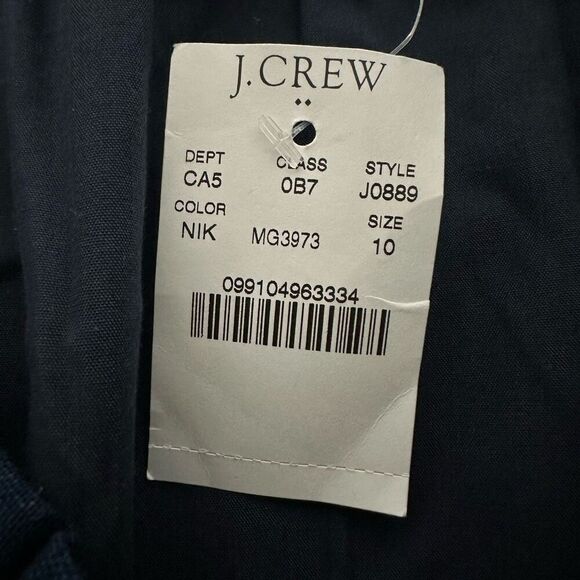 J.CREW
DEPT CLASS STYLE
CA5 0B7 J0889
COLOR SIZE
NIK MG3973 10
099104963334